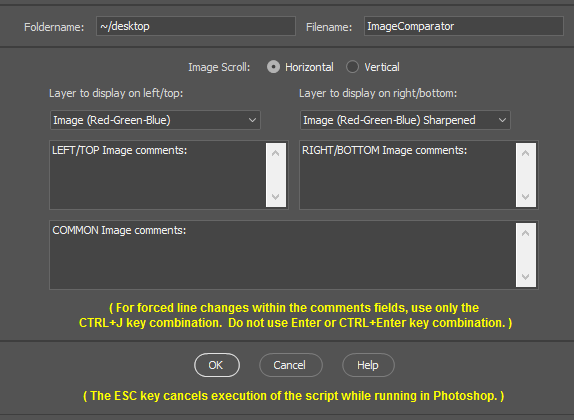 Foldername: ~/desktop Filename: ImageComparator
Image Scroll: Horizontal Vertical
Layer to display on left/top: Layer to display on right/bottom:
Image (Red-Green-Blue) Image (Red-Green-Blue) Sharpened
LEFT/TOP Image comments: RIGHT/BOTTOM Image comments:
COMMON Image comments:
( For forced line changes within the comments fields, use only the
CTRL+J key combination. Do not use Enter or CTRL+Enter key combination. )
OK Cancel Help
( The ESC key cancels execution of the script while running in Photoshop. )